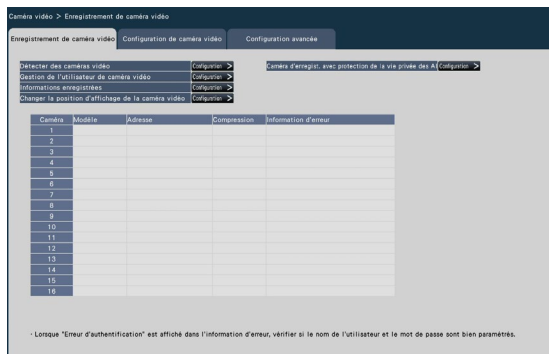 Caméra vidéo > Enregistrement de caméra vidéo
Enregistrement de caméra vidéo
Configuration de caméra vidéo
Configuration avancée
Détecter des caméras vidéo
Configuration >
Caméra d'enregist. avec protection de la vie privée des AI
Configuration >
Gestion de l'utilisateur de caméra vidéo
Configuration >
Informations enregistrées
Configuration >
Changer la position d'affichage de la caméra vidéo
Configuration >
Caméra Modèle Adresse Compression Information d'erreur
1
2
3
4
5
6
7
8
9
10
11
12
13
14
15
16
· Lorsque "Erreur d'authentification" est affiché dans l'information d'erreur, vérifier si le nom de l'utilisateur et le mot de passe sont bien paramétrés.